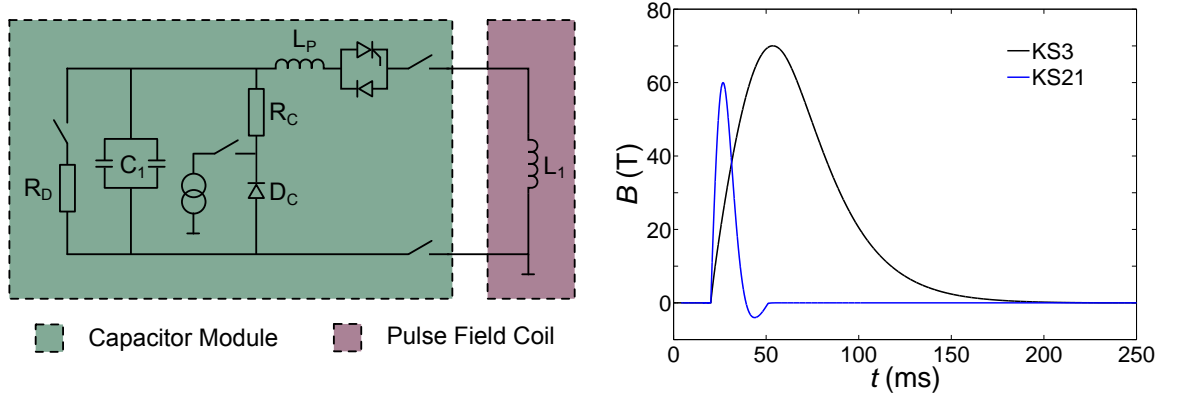 L_P
R_C
C_1
R_D
D_C
L_1
Capacitor Module
Pulse Field Coil
80
60
40
20
0
B (T)
KS3
KS21
0
50
100
150
200
250
t (ms)